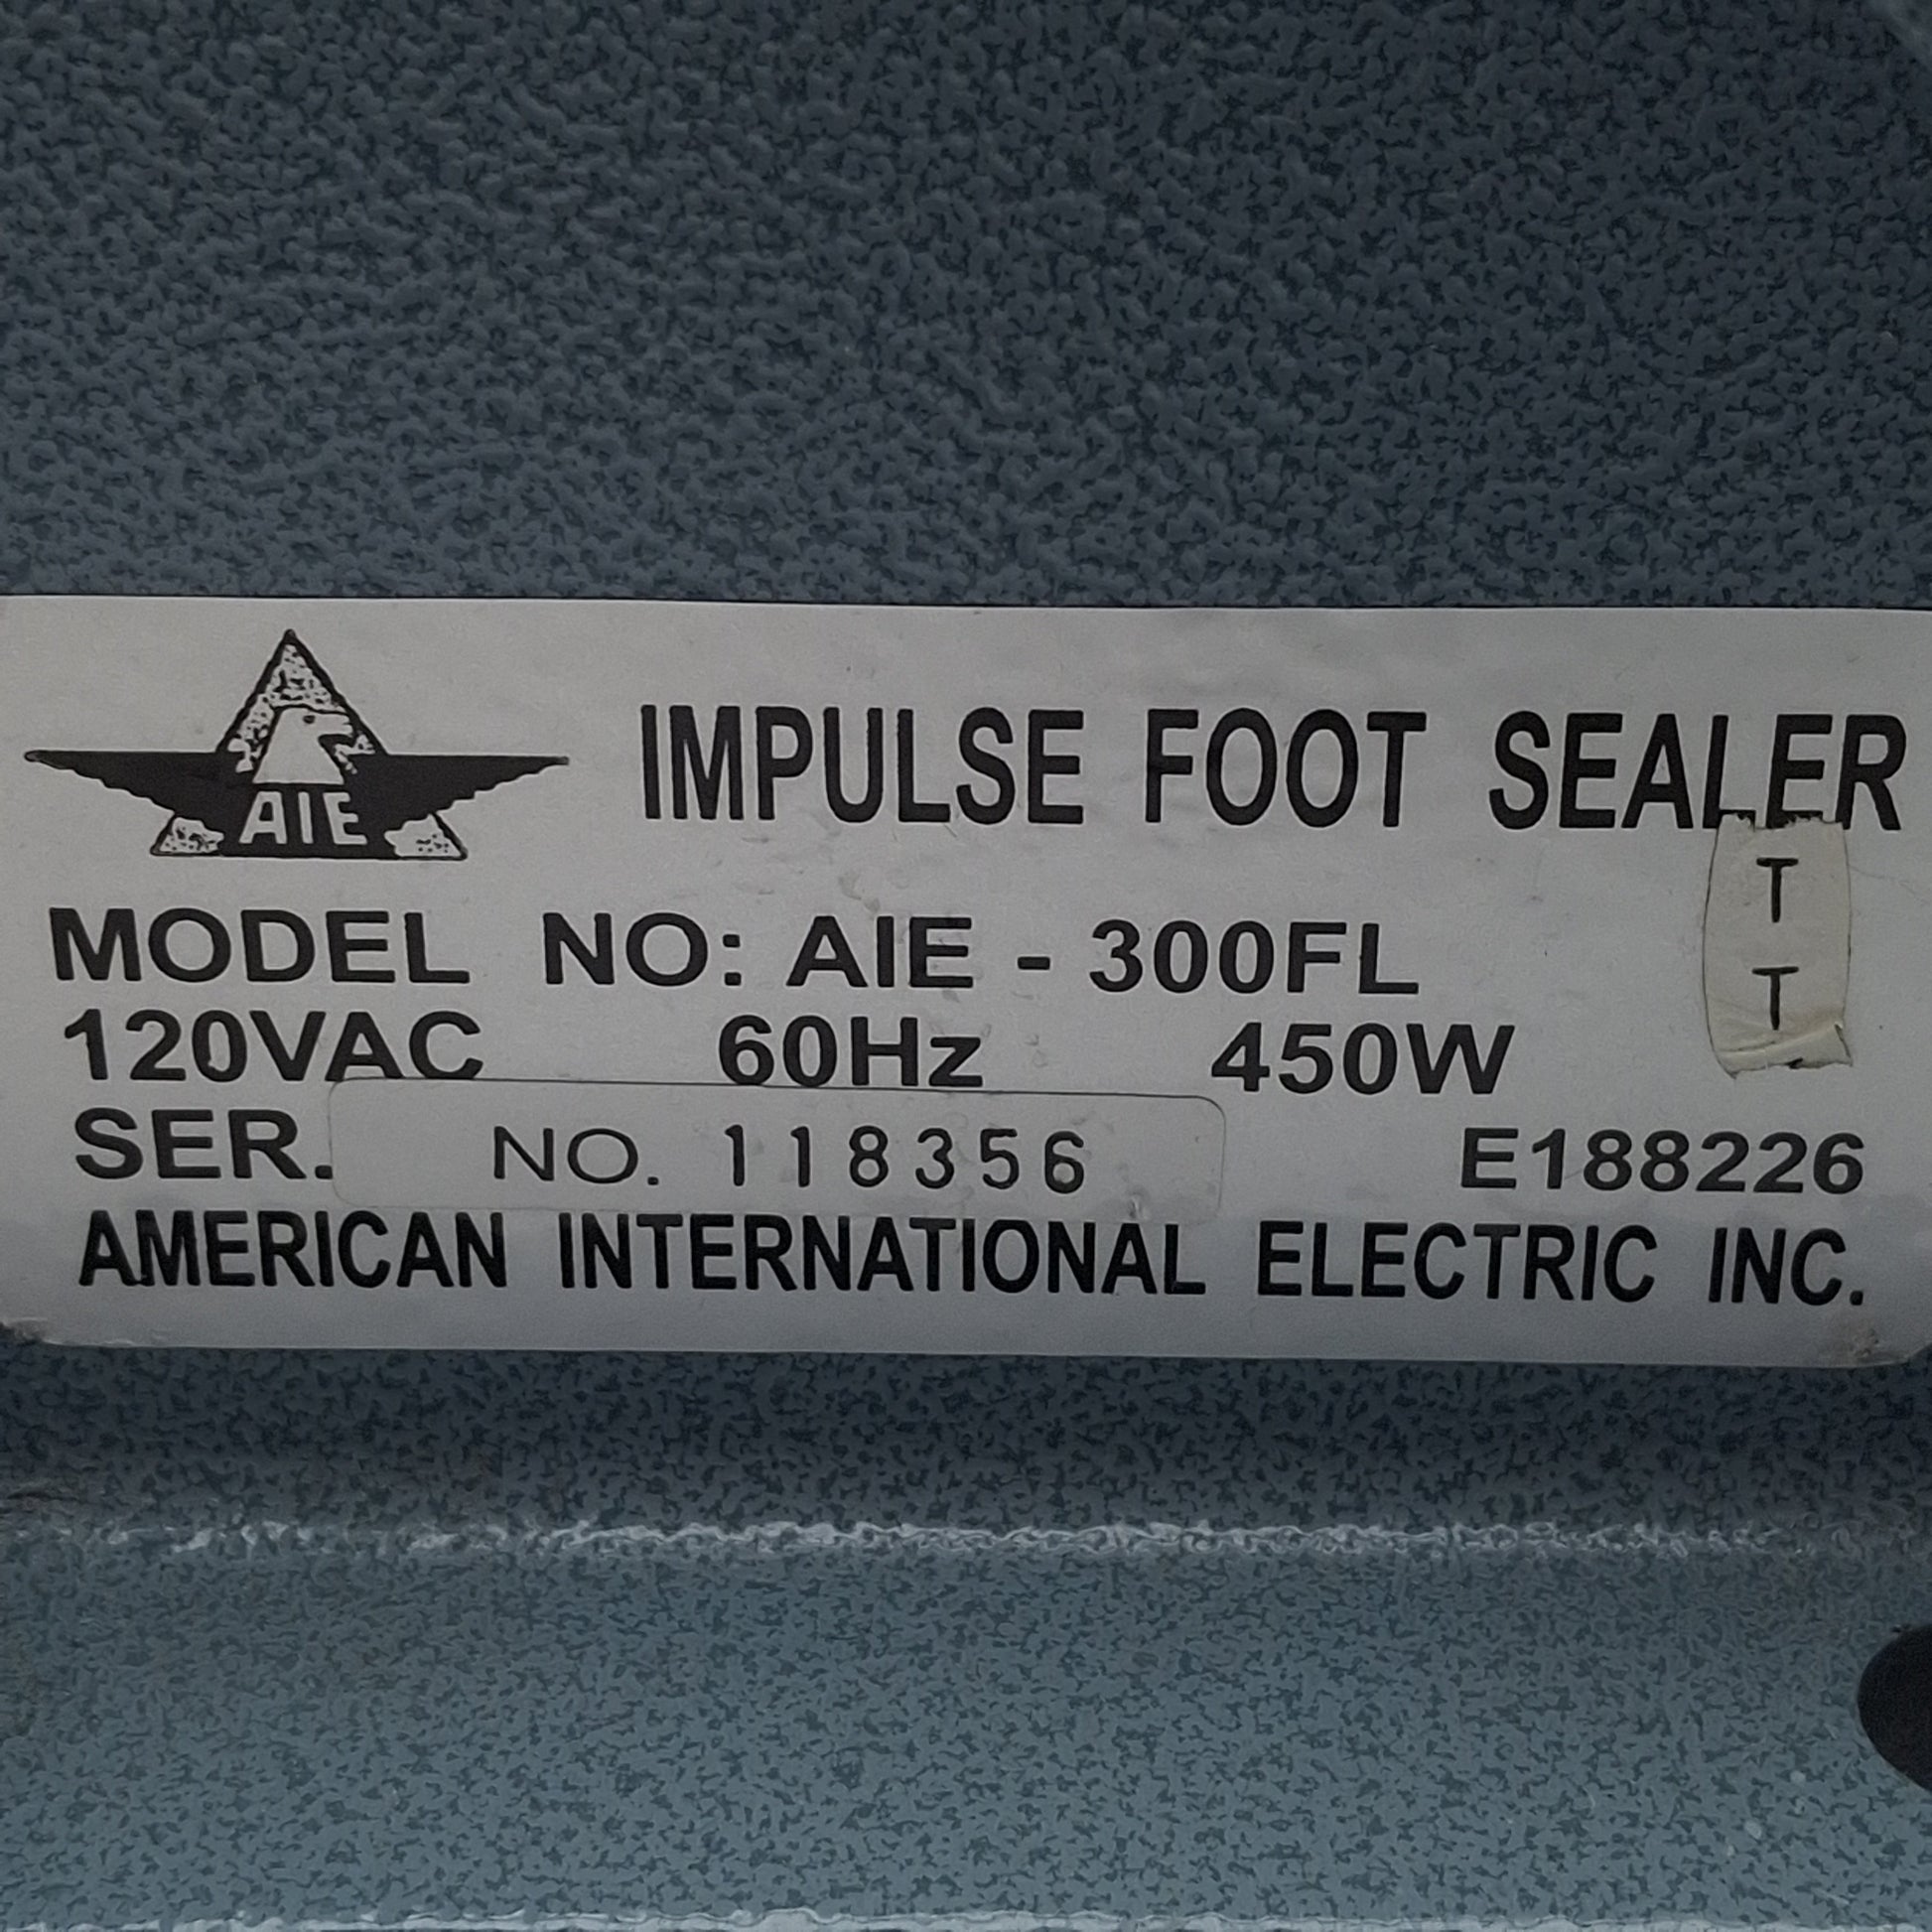 AIE
IMPULSE FOOT SEALER
T
T
MODEL NO: AIE - 300FL
120VAC 60Hz 450W
SER. NO. 118356 E188226
AMERICAN INTERNATIONAL ELECTRIC INC.